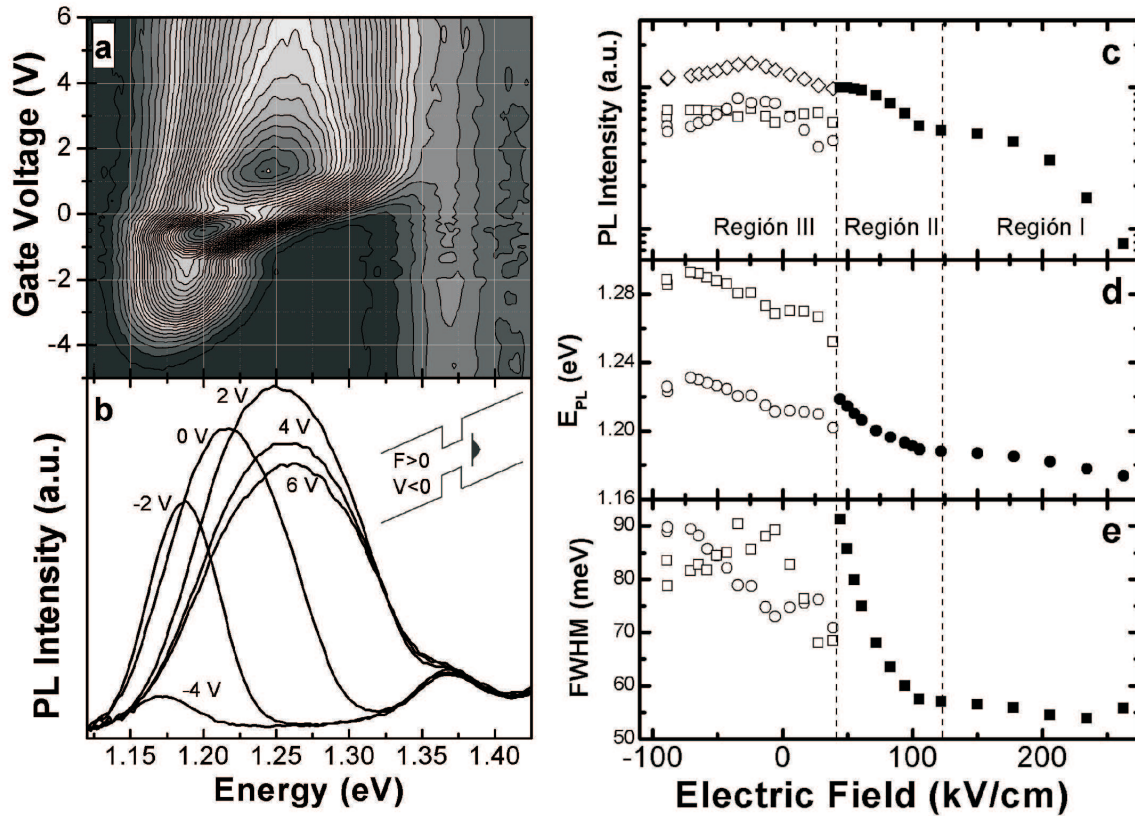 a
Gate Voltage (V)
6
4
2
0
-2
-4
b
PL Intensity (a.u.)
2 V
0 V
4 V
6 V
-2 V
-4 V
F>0
V<0
1.15 1.20 1.25 1.30 1.35 1.40
Energy (eV)
c
PL Intensity (a.u.)
Región III Región II Región I
d
E_PL (eV)
1.28
1.24
1.20
1.16
e
FWHM (meV)
90
80
70
60
50
-100 0 50 100 150 200 250
Electric Field (kV/cm)